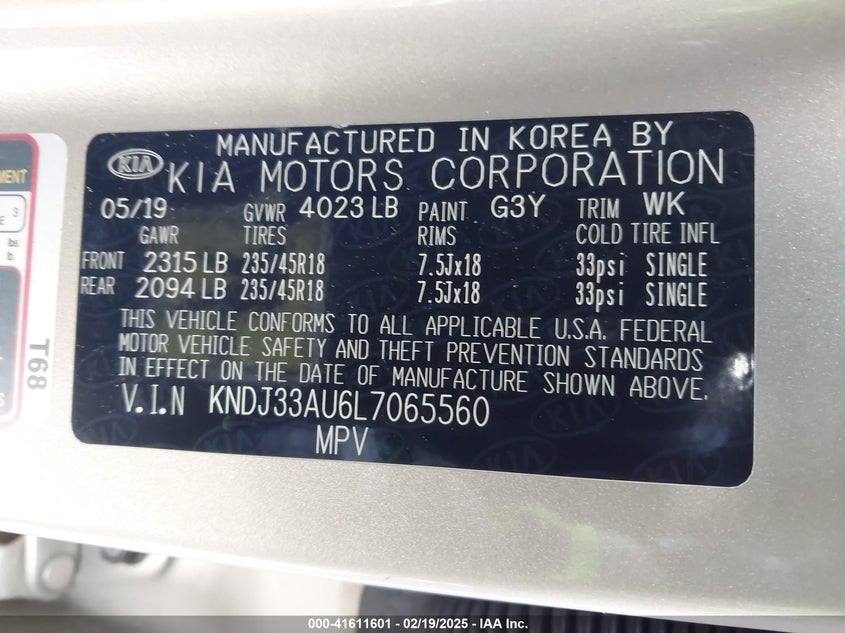 MANUFACTURED IN KOREA BY
KIA KIA MOTORS CORPORATION
05/19 GVWR 4023 LB PAINT G3Y TRIM WK
GAWR TIRES RIMS COLD TIRE INFL
FRONT 2315 LB 235/45R18 7.5Jx18 33psi SINGLE
REAR 2094 LB 235/45R18 7.5Jx18 33psi SINGLE
THIS VEHICLE CONFORMS TO ALL APPLICABLE U.S.A. FEDERAL
MOTOR VEHICLE SAFETY AND THEFT PREVENTION STANDARDS
IN EFFECT ON THE DATE OF MANUFACTURE SHOWN ABOVE.
V.I.N KNDJ33AU6L7065560
MPV
3
lbs.
T68
000-41611601 - 02/19/2025 - IAA Inc.